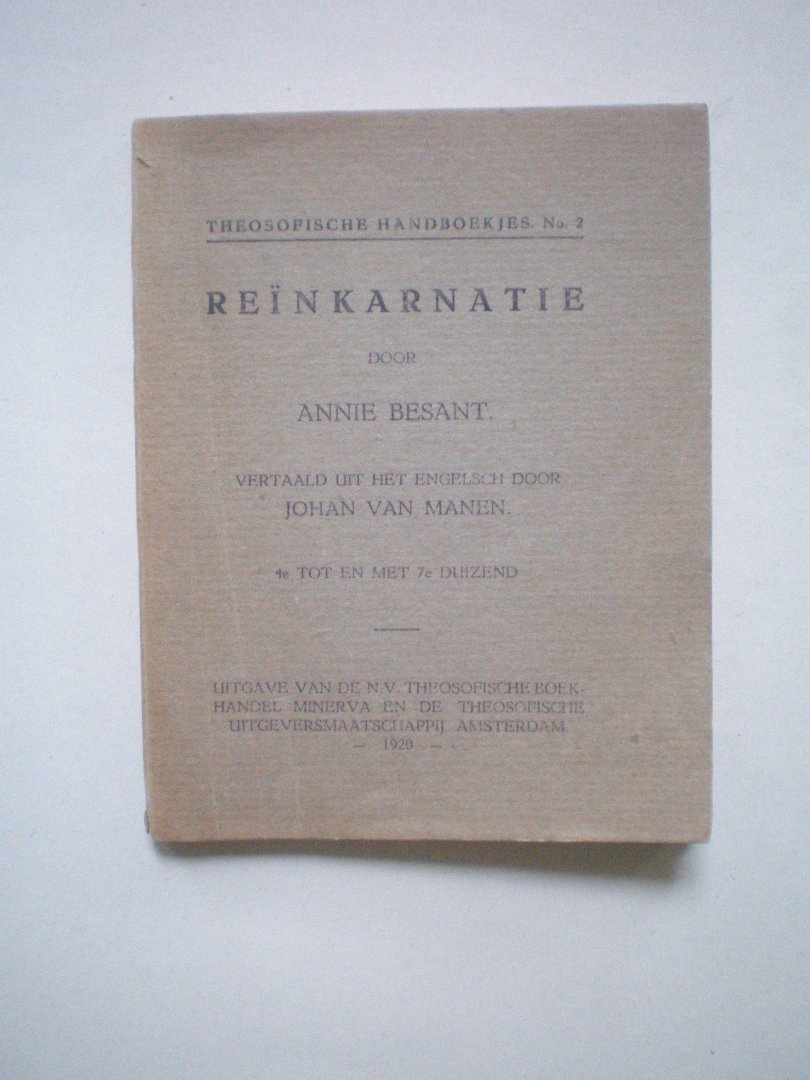 THEOSOFISCHE HANDBOEKJES. No. 2
REÏNKARNATIE
DOOR
ANNIE BESANT.
VERTAALD UIT HET ENGELSCH DOOR
JOHAN VAN MANEN.
4e TOT EN MET 7e DUIZEND
UITGAVE VAN DE N.V. THEOSOFISCHE BOEK-
HANDEL MINERVA EN DE THEOSOFISCHE
UITGEVERSMAATSCHAPPIJ AMSTERDAM.
— 1920 —